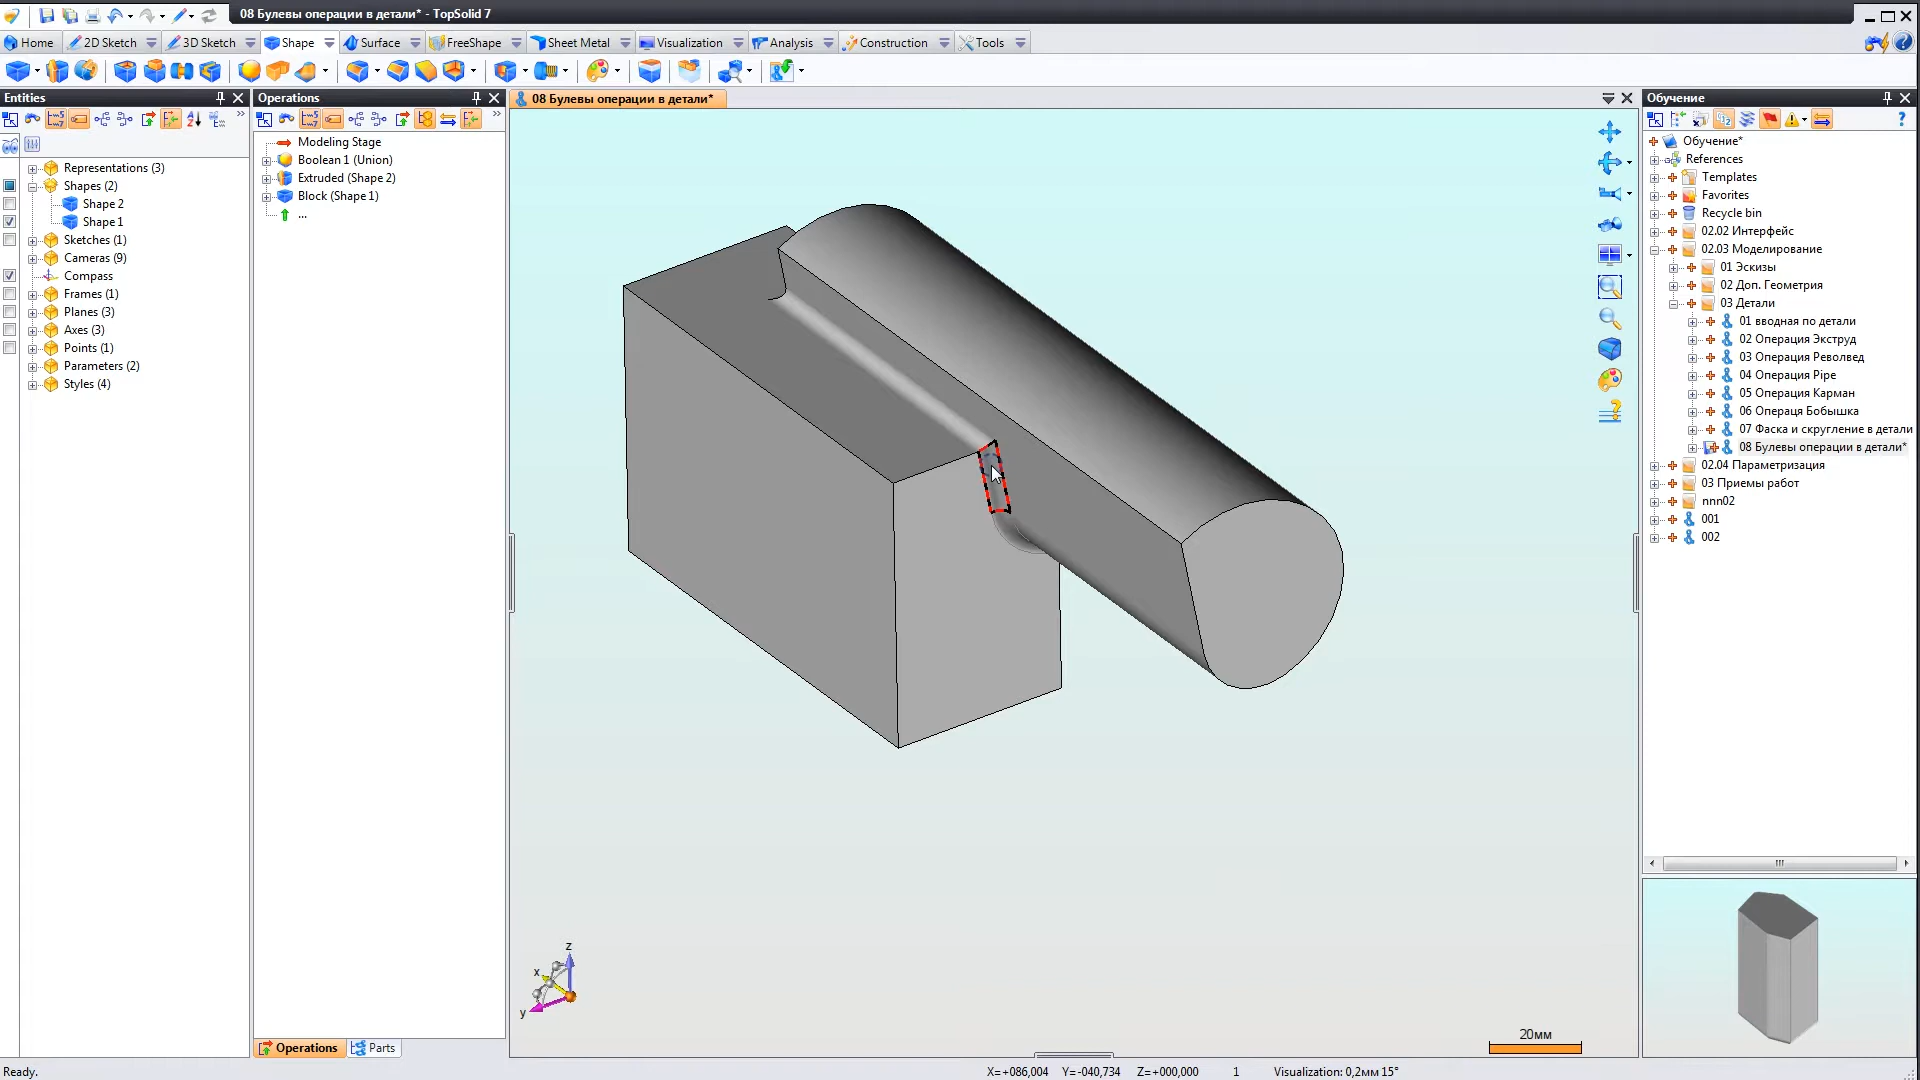 08 Булевы операции в детали* - TopSolid 7
Home
2D Sketch
3D Sketch
Shape
Surface
FreeShape
Sheet Metal
Visualization
Analysis
Construction
Tools
Entities
Representations (3)
Shapes (2)
Shape 2
Shape 1
Sketches (1)
Cameras (9)
Compass
Frames (1)
Planes (3)
Axes (3)
Points (1)
Parameters (2)
Styles (4)
Operations
Modeling Stage
Boolean 1 (Union)
Extruded (Shape 2)
Block (Shape 1)
...
Operations
Parts
08 Булевы операции в детали*
z
x
y
20мм
Обучение
Обучение*
References
Templates
Favorites
Recycle bin
02.02 Интерфейс
02.03 Моделирование
01 Эскизы
02 Доп. Геометрия
03 Детали
01 вводная по детали
02 Операция Экструд
03 Операция Револвед
04 Операция Pipe
05 Операция Карман
06 Операця Бобышка
07 Фаска и скругление в детали
08 Булевы операции в детали*
02.04 Параметризация
03 Приемы работ
nnn02
001
002
Ready.
X=+086,004 Y=-040,734 Z=+000,000 1 Visualization: 0,2мм 15°